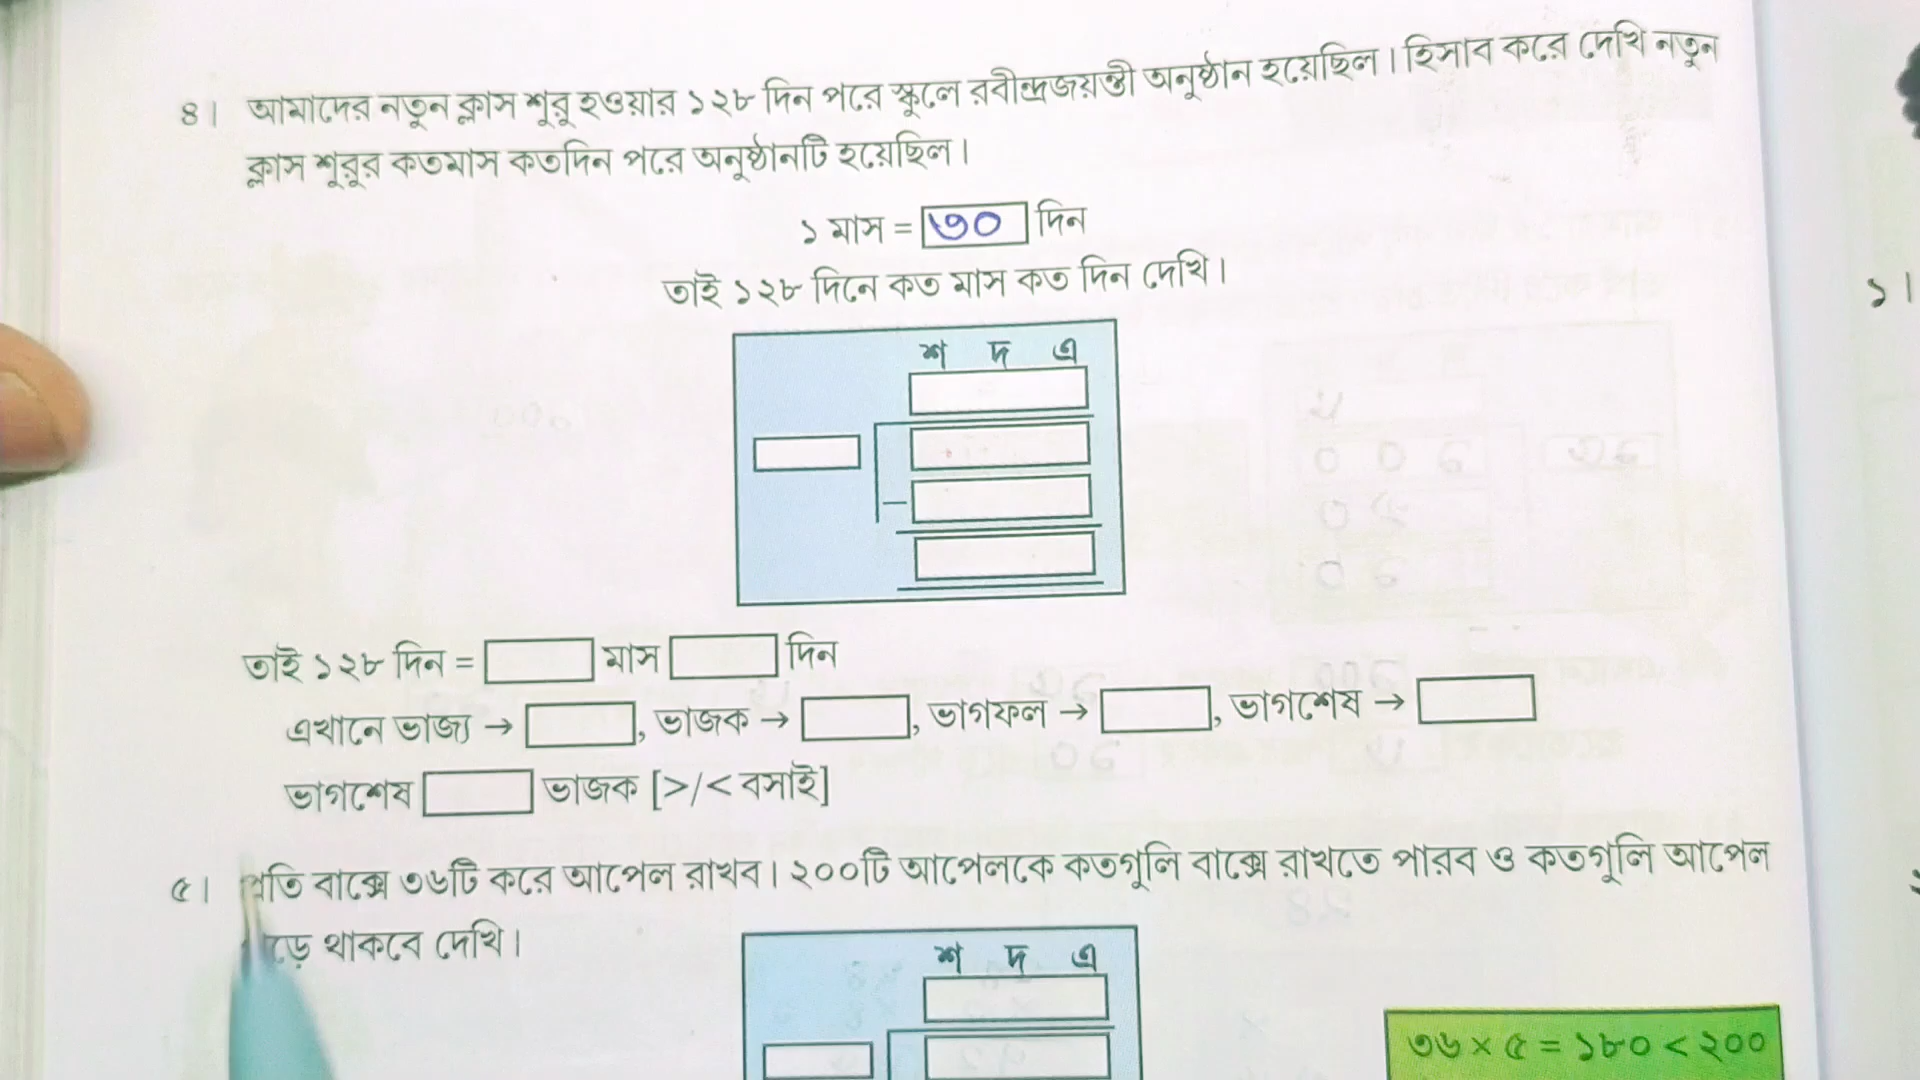 ৪। আমাদের নতুন ক্লাস শুরু হওয়ার ১২৮ দিন পরে স্কুলে রবীন্দ্রজয়ন্তী অনুষ্ঠান হয়েছিল। হিসাব করে দেখি নতুন
ক্লাস শুরুর কতমাস কতদিন পরে অনুষ্ঠানটি হয়েছিল।
১ মাস = ৩০ দিন
তাই ১২৮ দিনে কত মাস কত দিন দেখি।
শ দ এ
–
তাই ১২৮ দিন = মাস দিন
এখানে ভাজ্য → , ভাজক → , ভাগফল → , ভাগশেষ →
ভাগশেষ ভাজক [>/< বসাই]
৫। প্রতি বাক্সে ৩৬টি করে আপেল রাখব। ২০০টি আপেলকে কতগুলি বাক্সে রাখতে পারব ও কতগুলি আপেল
থাকবে দেখি।
শ দ এ
৩৬ × ৫ = ১৮০ < ২০০
১।